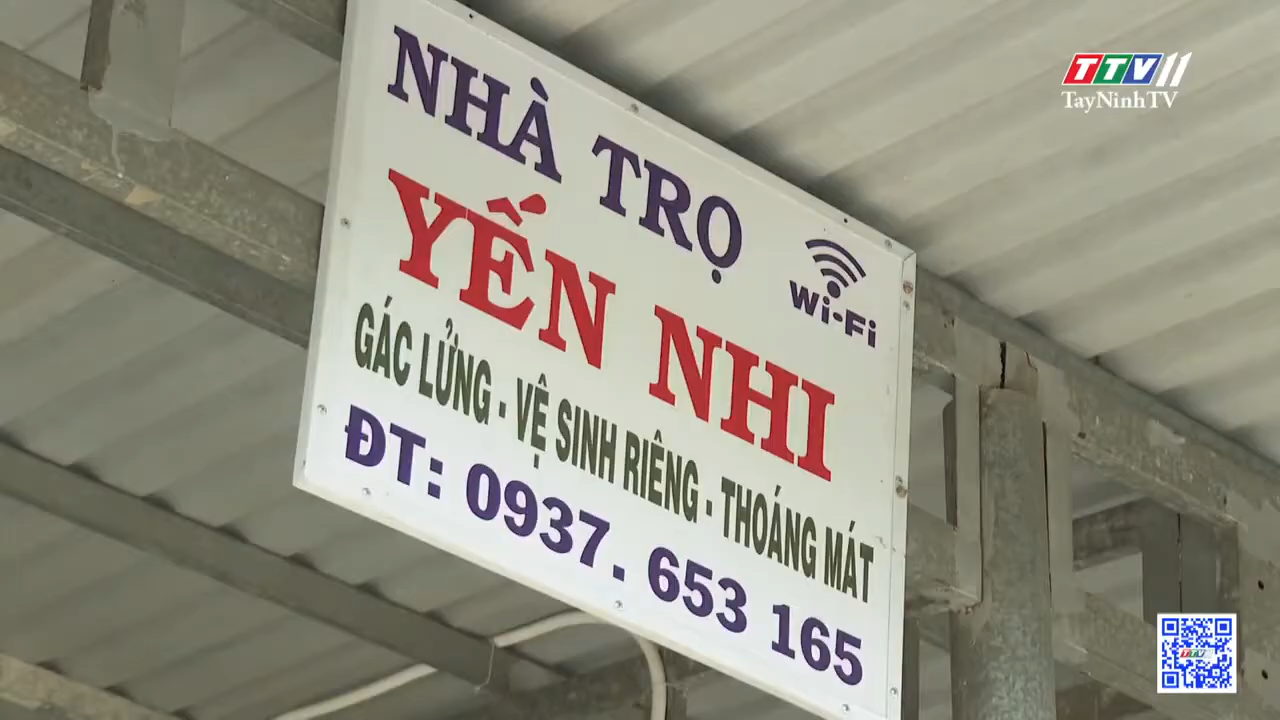 NHÀ TRỌ
YẾN NHI
Wi-Fi
GÁC LỬNG - VỆ SINH RIÊNG - THOÁNG MÁT
ĐT: 0937. 653 165
TTV11
TayNinhTV
TTV